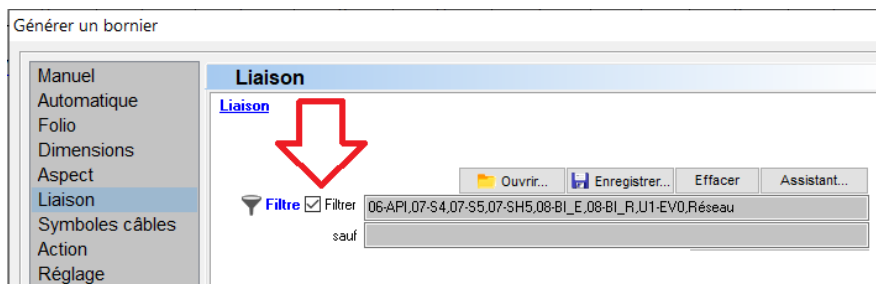 Générer un bornier
Manuel
Automatique
Folio
Dimensions
Aspect
Liaison
Symboles câbles
Action
Réglage
Liaison
Liaison
Ouvrir... Enregistrer... Effacer Assistant...
Filtre Filtrer 06-API,07-S4,07-S5,07-SH5,08-BI_E,08-BI_R,U1-EV0,Réseau
sauf